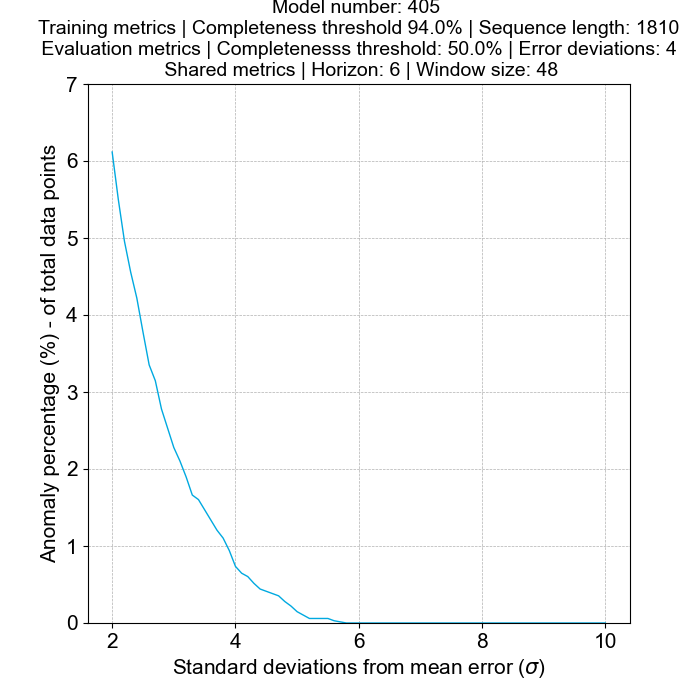 Model number: 405
Training metrics | Completeness threshold 94.0% | Sequence length: 1810
Evaluation metrics | Completenesss threshold: 50.0% | Error deviations: 4
Shared metrics | Horizon: 6 | Window size: 48
7
6
5
4
3
2
1
0
Anomaly percentage (%) - of total data points
2 4 6 8 10
Standard deviations from mean error (σ)